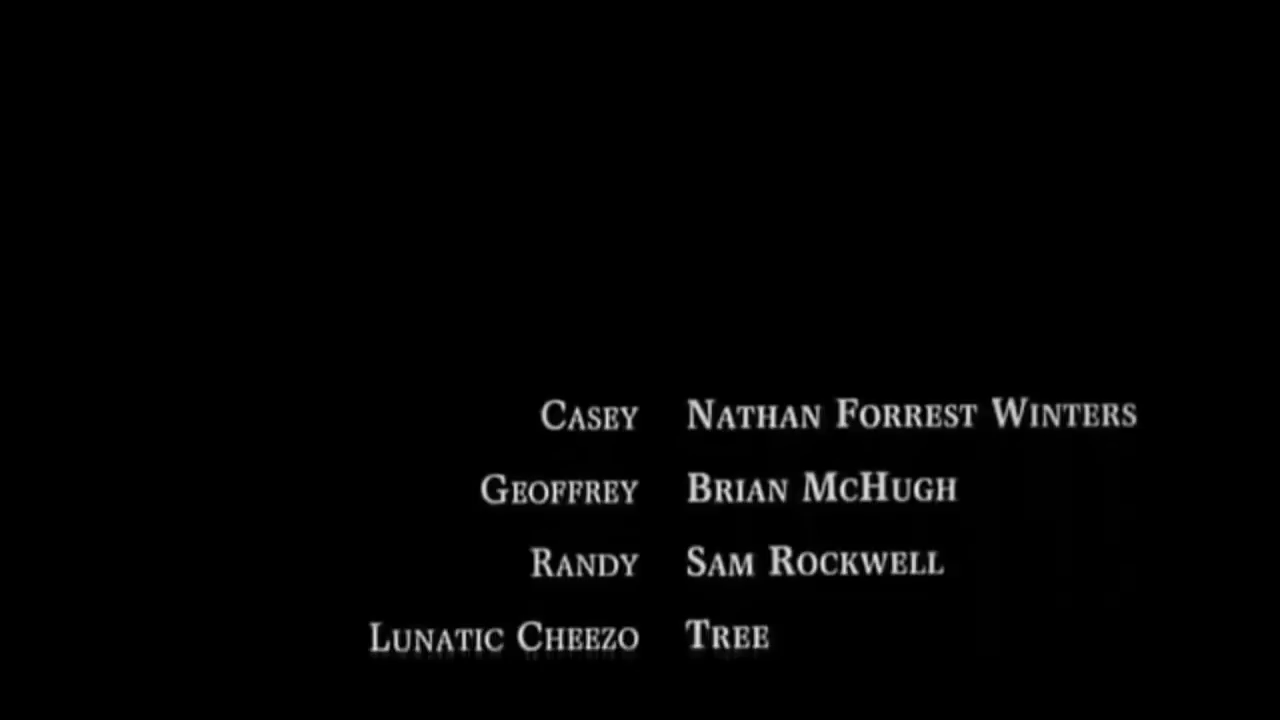 Casey Nathan Forrest Winters
Geoffrey Brian McHugh
Randy Sam Rockwell
Lunatic Cheezo Tree